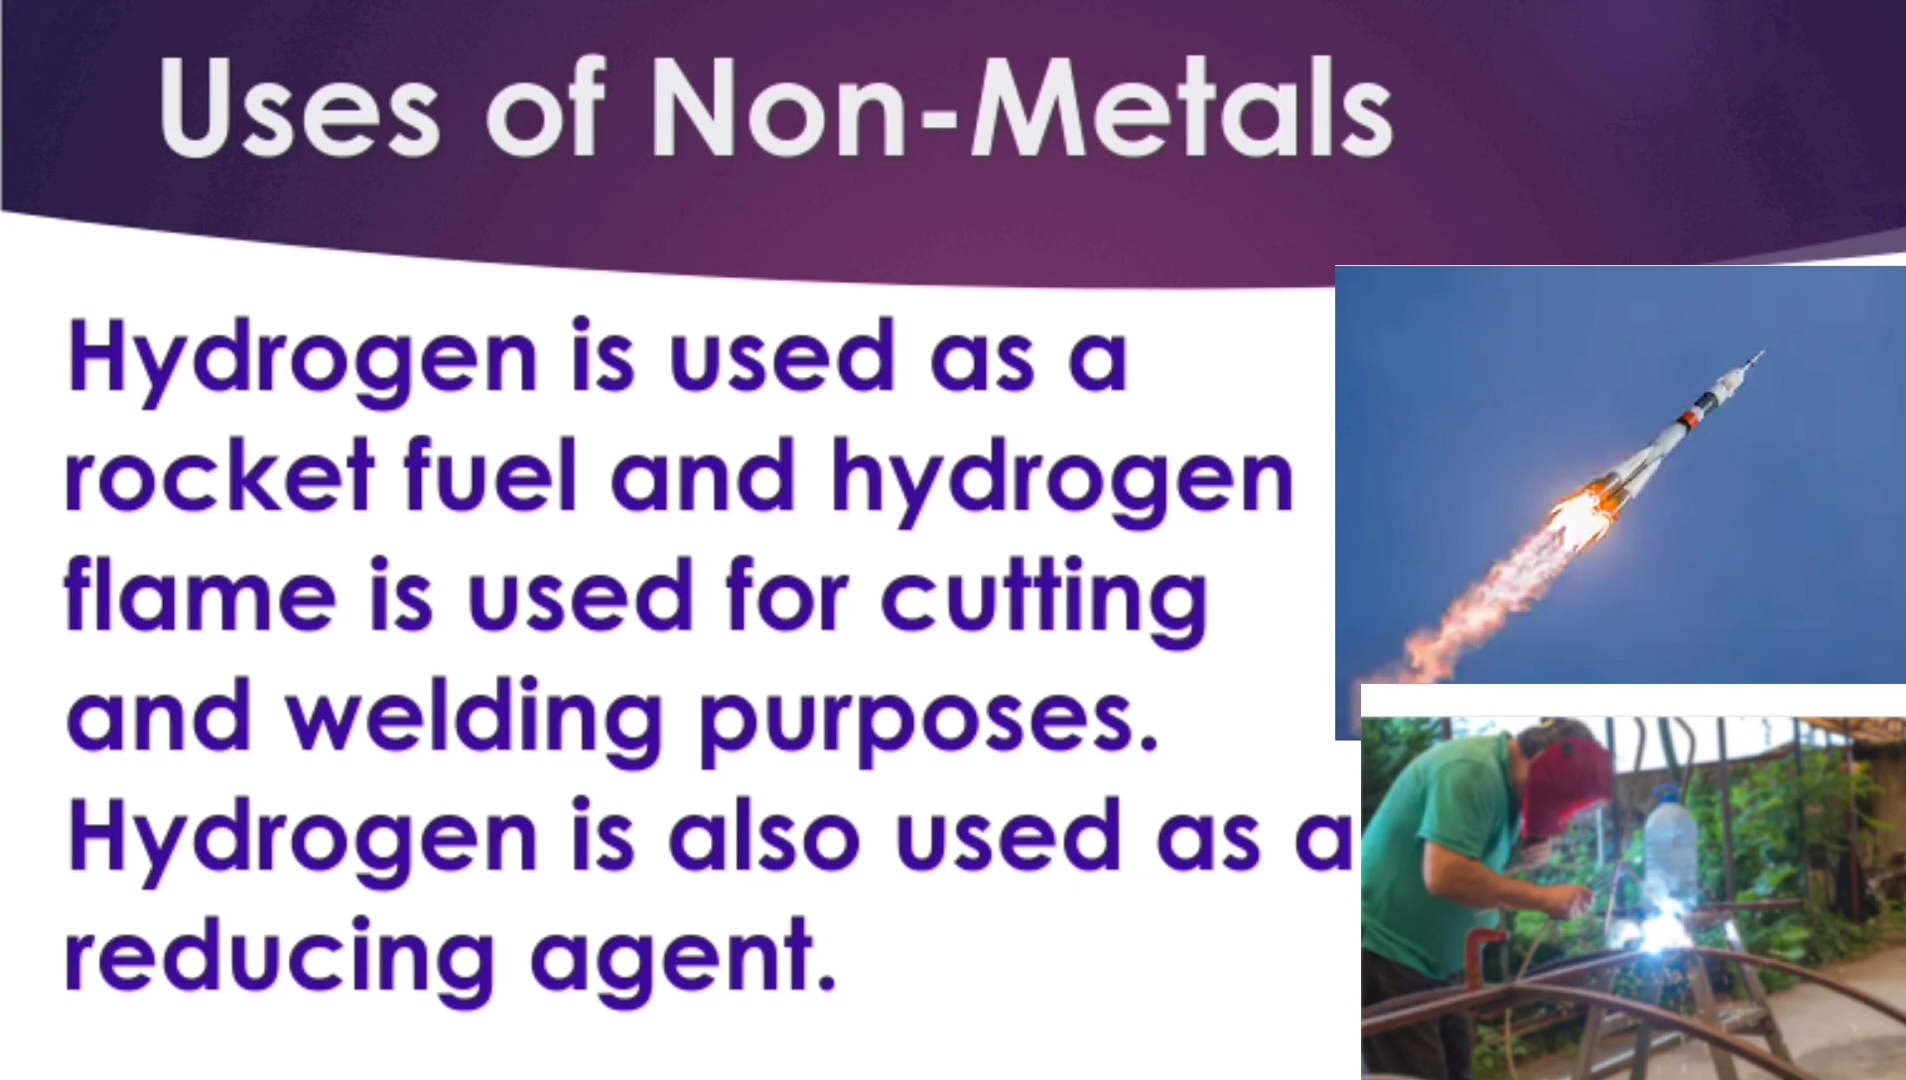 Uses of Non-Metals
Hydrogen is used as a
rocket fuel and hydrogen
flame is used for cutting
and welding purposes.
Hydrogen is also used as a
reducing agent.